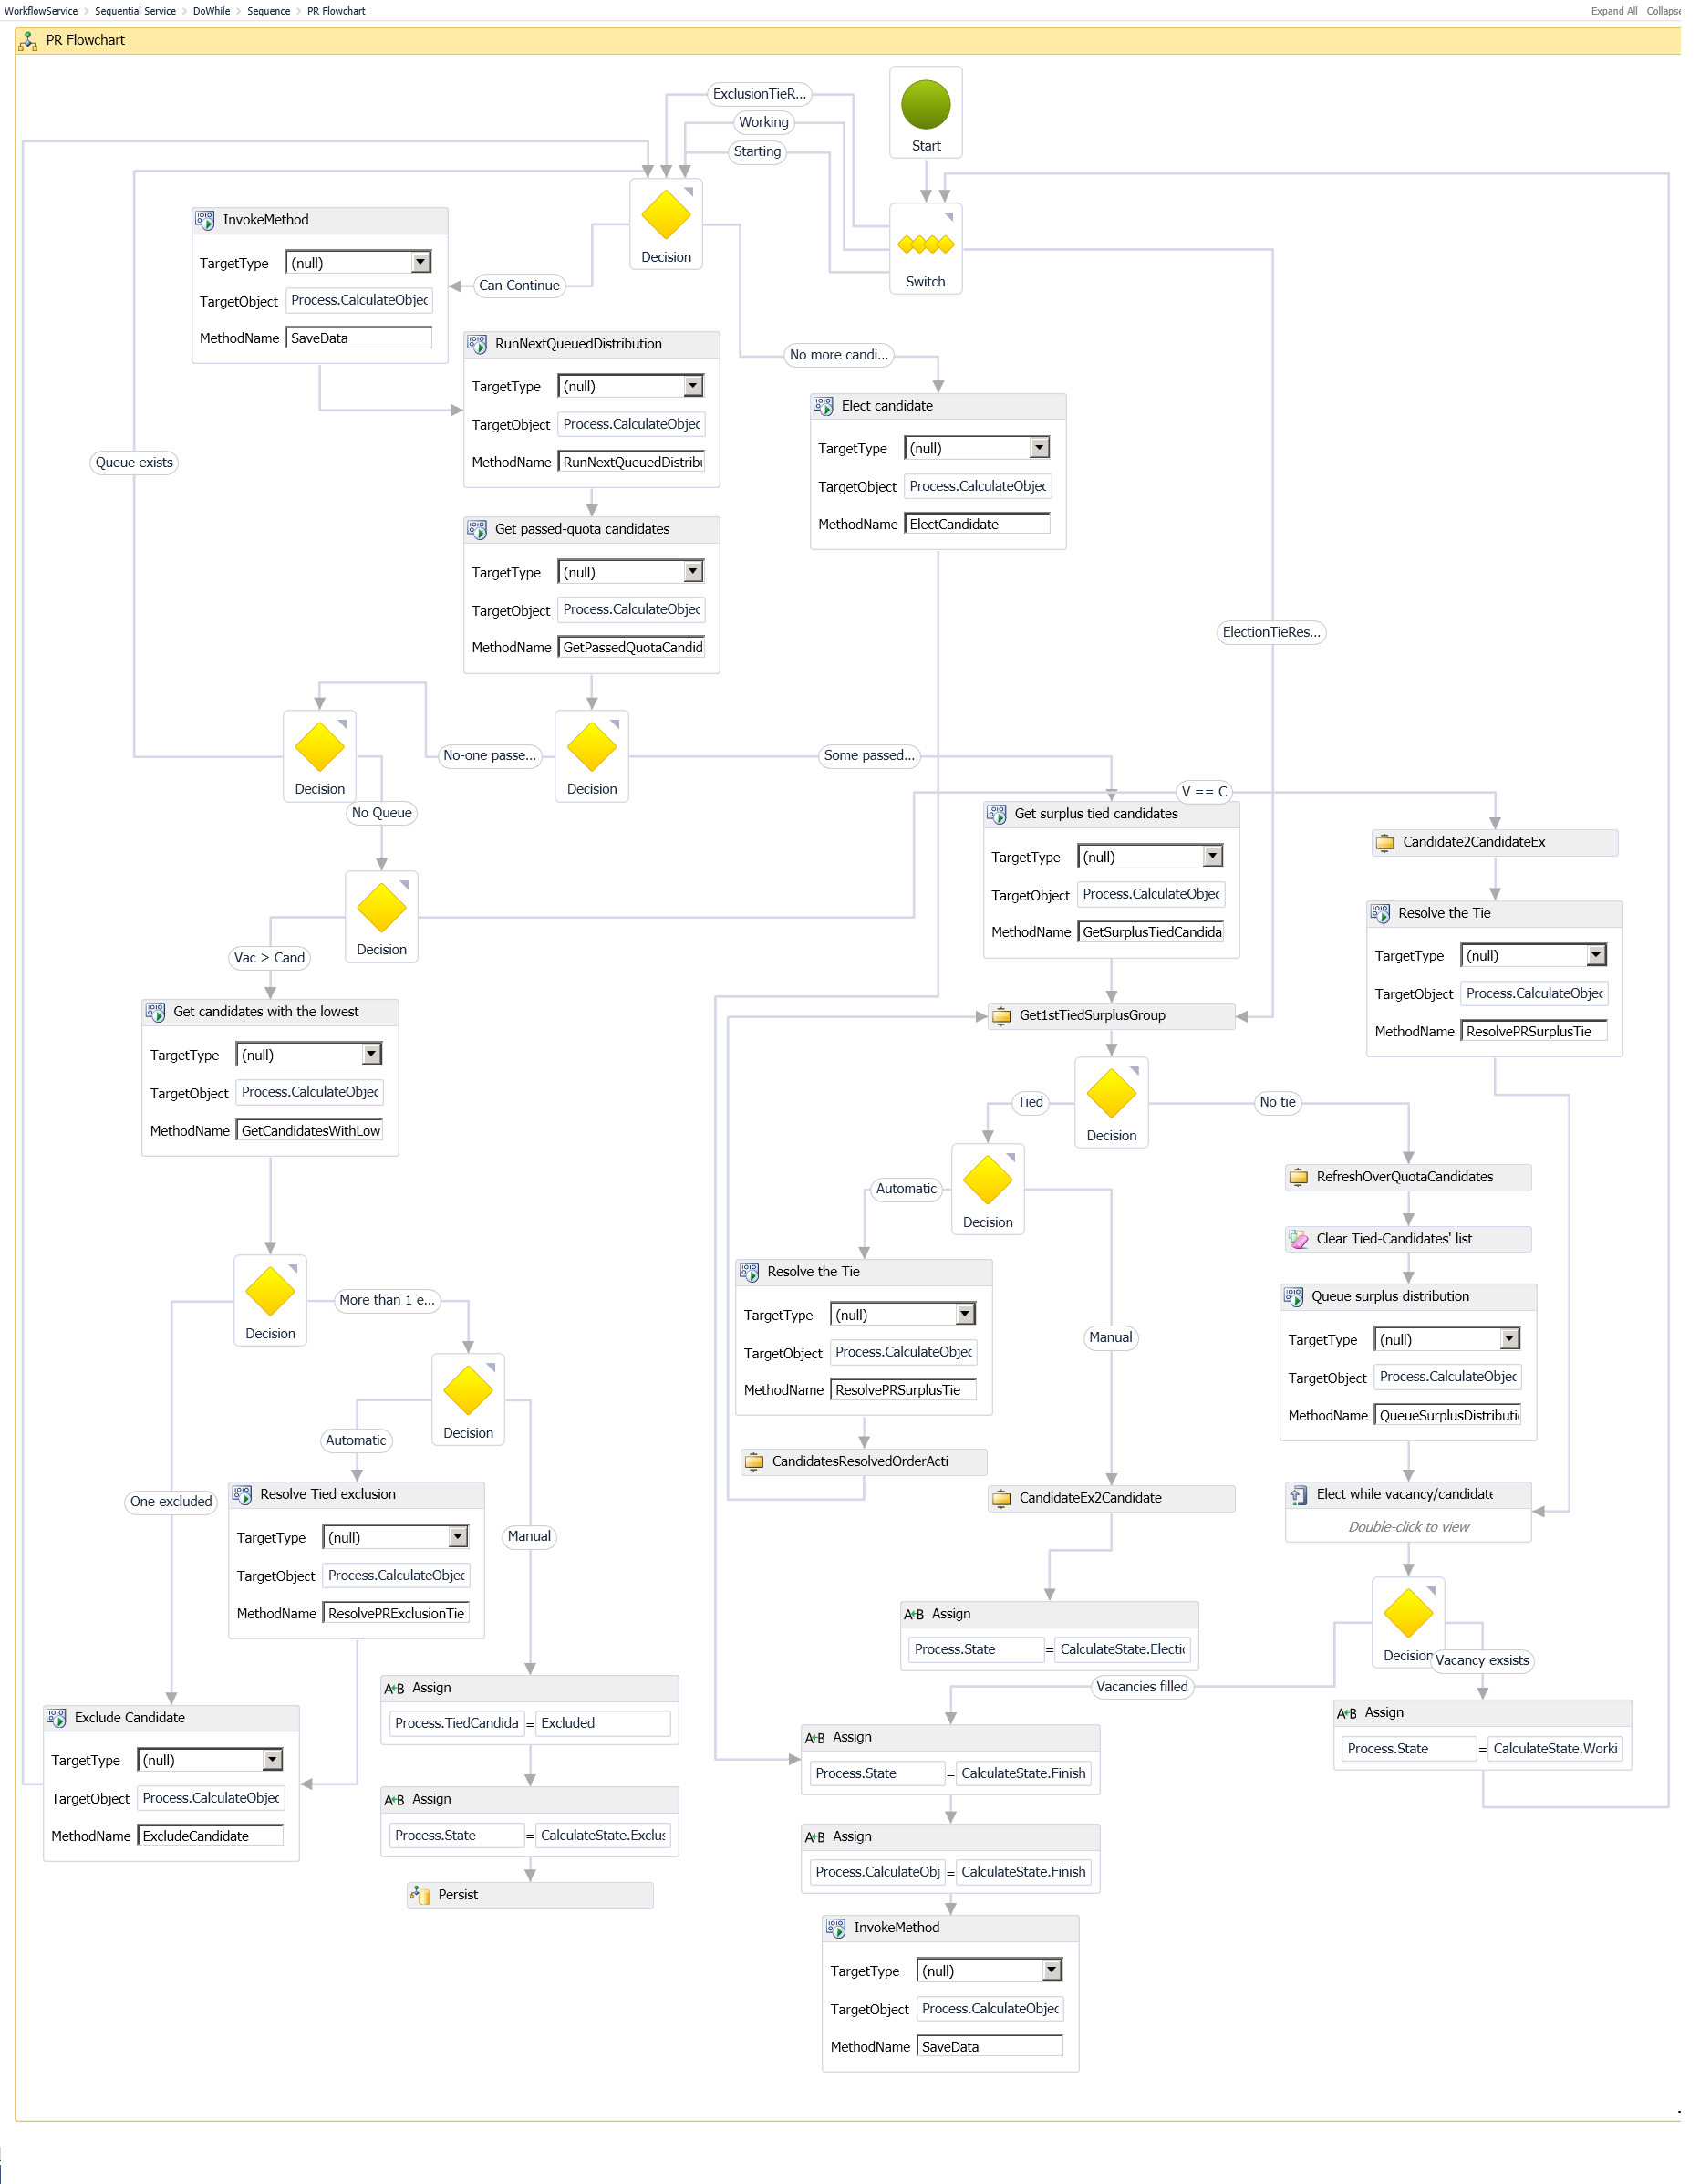 WorkflowService > Sequential Service > DoWhile > Sequence > PR Flowchart
Expand All Collapse
PR Flowchart
ExclusionTieR...
Working
Starting
Start
Switch
Decision
InvokeMethod
TargetType (null)
TargetObject Process.CalculateObjec
MethodName SaveData
Can Continue
RunNextQueuedDistribution
TargetType (null)
TargetObject Process.CalculateObjec
MethodName RunNextQueuedDistribu
No more candi...
Elect candidate
TargetType (null)
TargetObject Process.CalculateObjec
MethodName ElectCandidate
Queue exists
Get passed-quota candidates
TargetType (null)
TargetObject Process.CalculateObjec
MethodName GetPassedQuotaCandid
ElectionTieRes...
Decision
No-one passe...
Decision
Some passed...
No Queue
V == C
Get surplus tied candidates
TargetType (null)
TargetObject Process.CalculateObjec
MethodName GetSurplusTiedCandida
Candidate2CandidateEx
Resolve the Tie
TargetType (null)
TargetObject Process.CalculateObjec
MethodName ResolvePRSurplusTie
Decision
Vac > Cand
Get candidates with the lowest
TargetType (null)
TargetObject Process.CalculateObjec
MethodName GetCandidatesWithLow
Get1stTiedSurplusGroup
Tied
Decision
No tie
Automatic
Decision
RefreshOverQuotaCandidates
Clear Tied-Candidates' list
Resolve the Tie
TargetType (null)
TargetObject Process.CalculateObjec
MethodName ResolvePRSurplusTie
Manual
Queue surplus distribution
TargetType (null)
TargetObject Process.CalculateObjec
MethodName QueueSurplusDistributi
Decision
More than 1 e...
Decision
Automatic
One excluded
Resolve Tied exclusion
TargetType (null)
TargetObject Process.CalculateObjec
MethodName ResolvePRExclusionTie
Manual
CandidatesResolvedOrderActi
CandidateEx2Candidate
Elect while vacancy/candidate
Double-click to view
Assign
Process.State = CalculateState.Electic
Decision
Vacancy exsists
Vacancies filled
Assign
Process.State = CalculateState.Worki
Exclude Candidate
TargetType (null)
TargetObject Process.CalculateObjec
MethodName ExcludeCandidate
Assign
Process.TiedCandida = Excluded
Assign
Process.State = CalculateState.Exclus
Persist
Assign
Process.State = CalculateState.Finish
Assign
Process.CalculateObj = CalculateState.Finish
InvokeMethod
TargetType (null)
TargetObject Process.CalculateObjec
MethodName SaveData